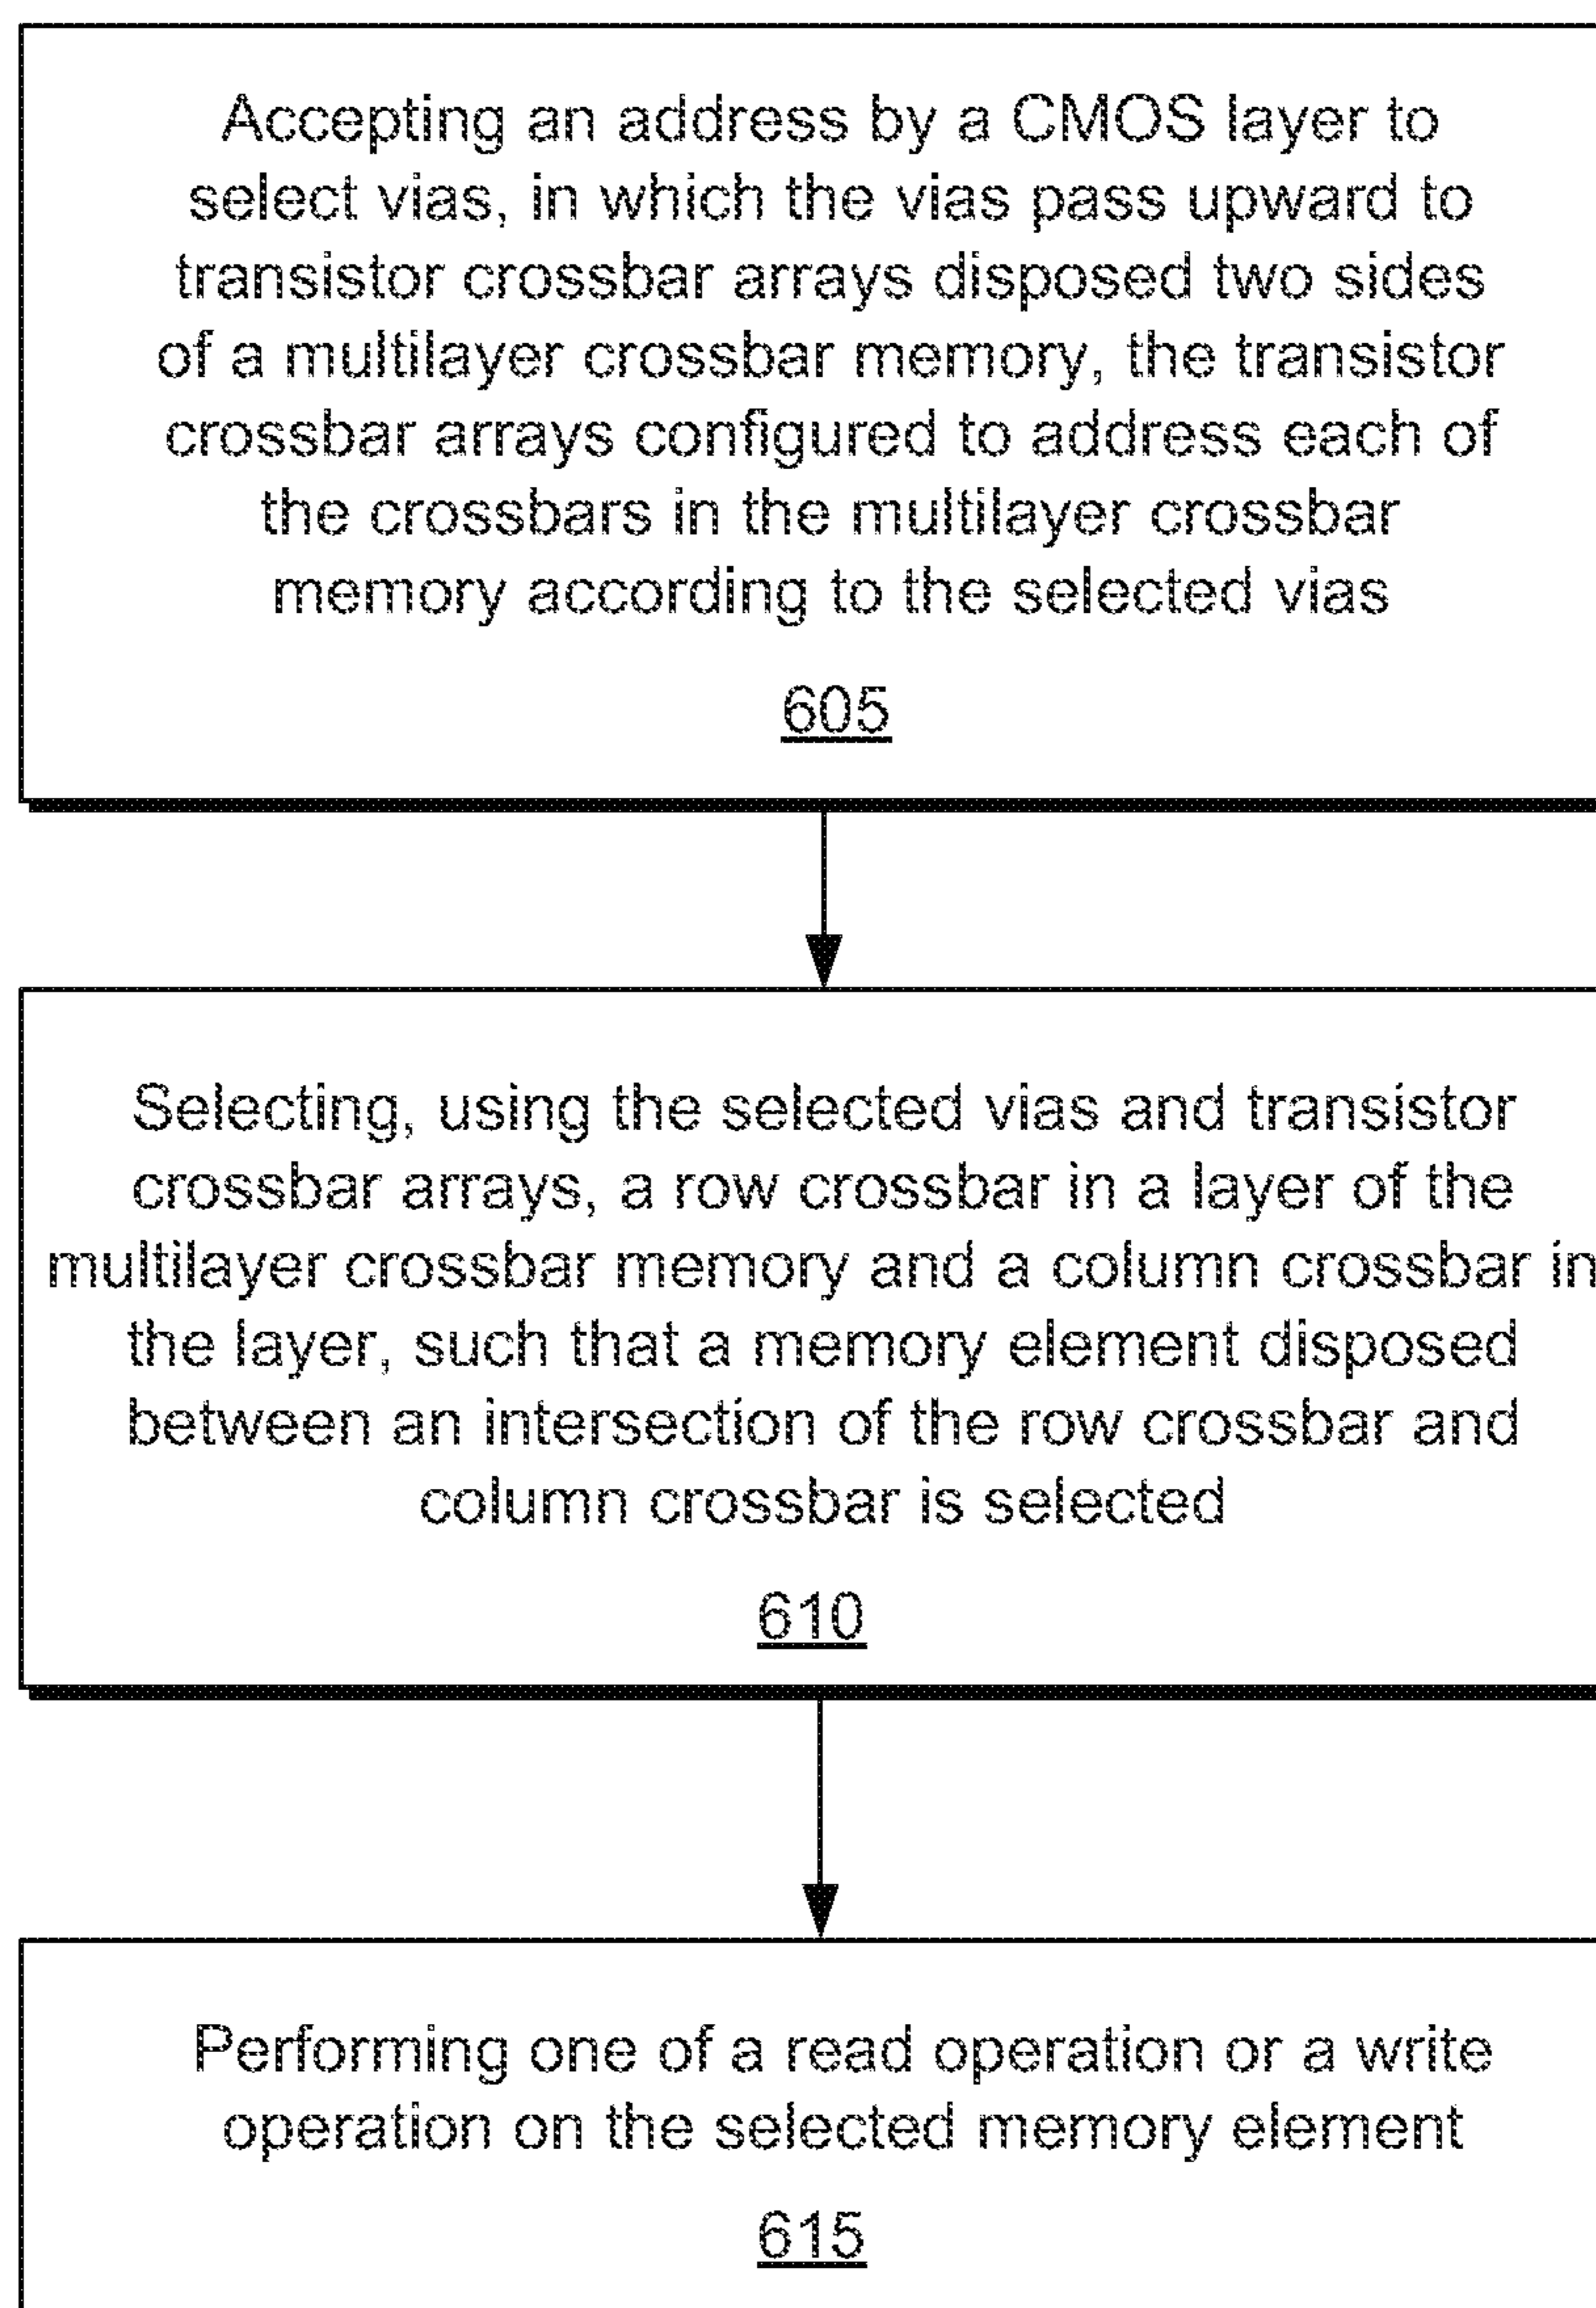 Accepting an address by a CMOS layer to
select vias, in which the vias pass upward to
transistor crossbar arrays disposed two sides
of a multilayer crossbar memory, the transistor
crossbar arrays configured to address each of
the crossbars in the multilayer crossbar
memory according to the selected vias
605
Selecting, using the selected vias and transistor
crossbar arrays, a row crossbar in a layer of the
multilayer crossbar memory and a column crossbar in
the layer, such that a memory element disposed
between an intersection of the row crossbar and
column crossbar is selected
610
Performing one of a read operation or a write
operation on the selected memory element
615